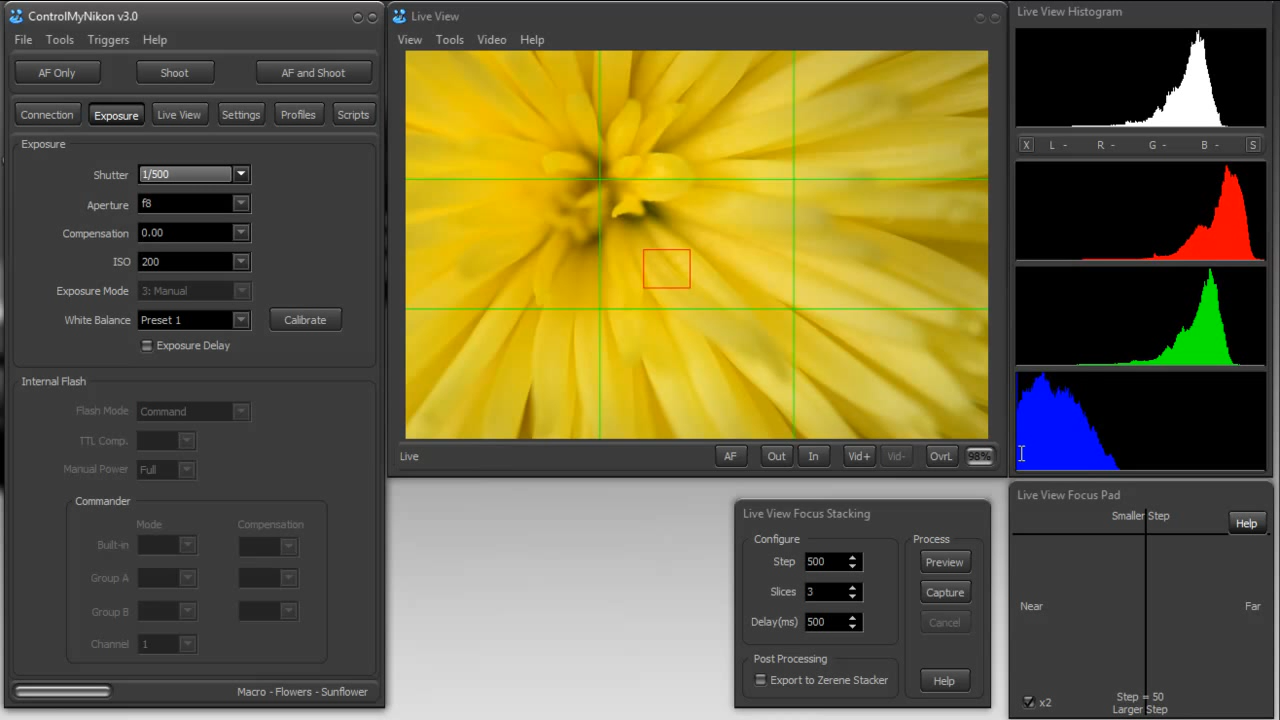 ControlMyNikon v3.0
File Tools Triggers Help
AF Only Shoot AF and Shoot
Connection Exposure Live View Settings Profiles Scripts
Exposure
Shutter 1/500
Aperture f8
Compensation 0.00
ISO 200
Exposure Mode 3: Manual
White Balance Preset 1 Calibrate
Exposure Delay
Internal Flash
Flash Mode Command
TTL Comp.
Manual Power Full
Commander
Mode Compensation
Built-in
Group A
Group B
Channel 1
Macro - Flowers - Sunflower
Live View
View Tools Video Help
Live AF Out In Vid+ Vid- OvrL 98%
Live View Focus Stacking
Configure Process
Step 500 Preview
Slices 3 Capture
Delay(ms) 500 Cancel
Post Processing
Export to Zerene Stacker Help
Live View Histogram
X L - R - G - B - S
Live View Focus Pad
Smaller Step
Help
Near Far
x2
Step = 50
Larger Step